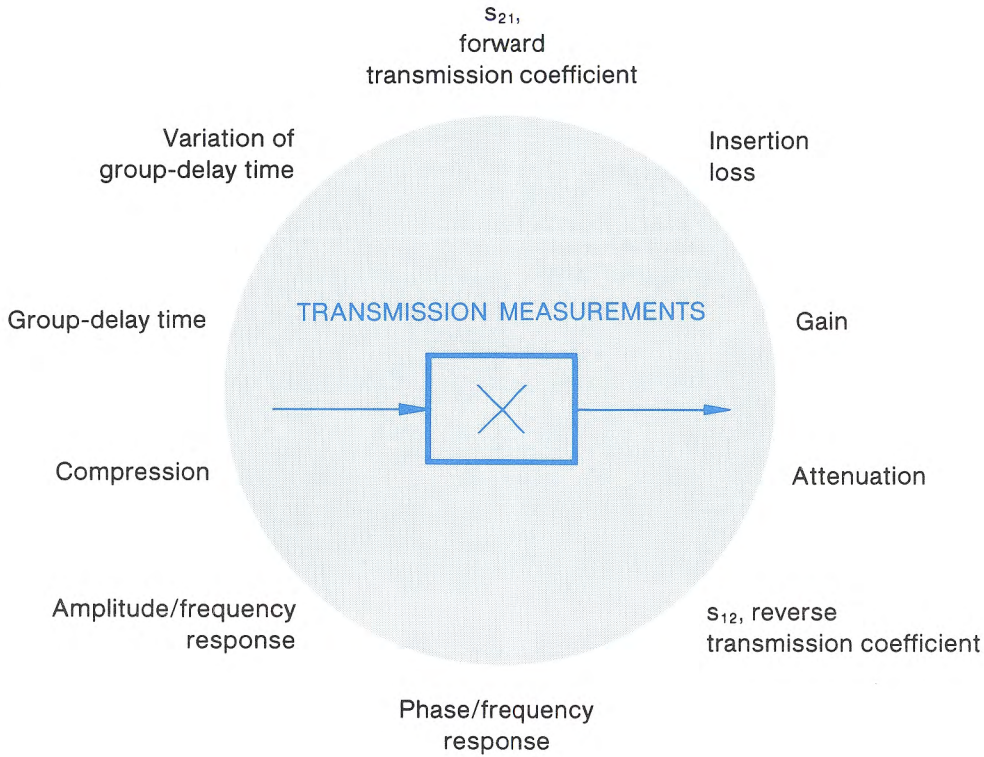 s₂₁,
forward
transmission coefficient
Variation of
group-delay time
Insertion
loss
Group-delay time
TRANSMISSION MEASUREMENTS
Gain
Compression
Attenuation
Amplitude/frequency
response
s₁₂, reverse
transmission coefficient
Phase/frequency
response